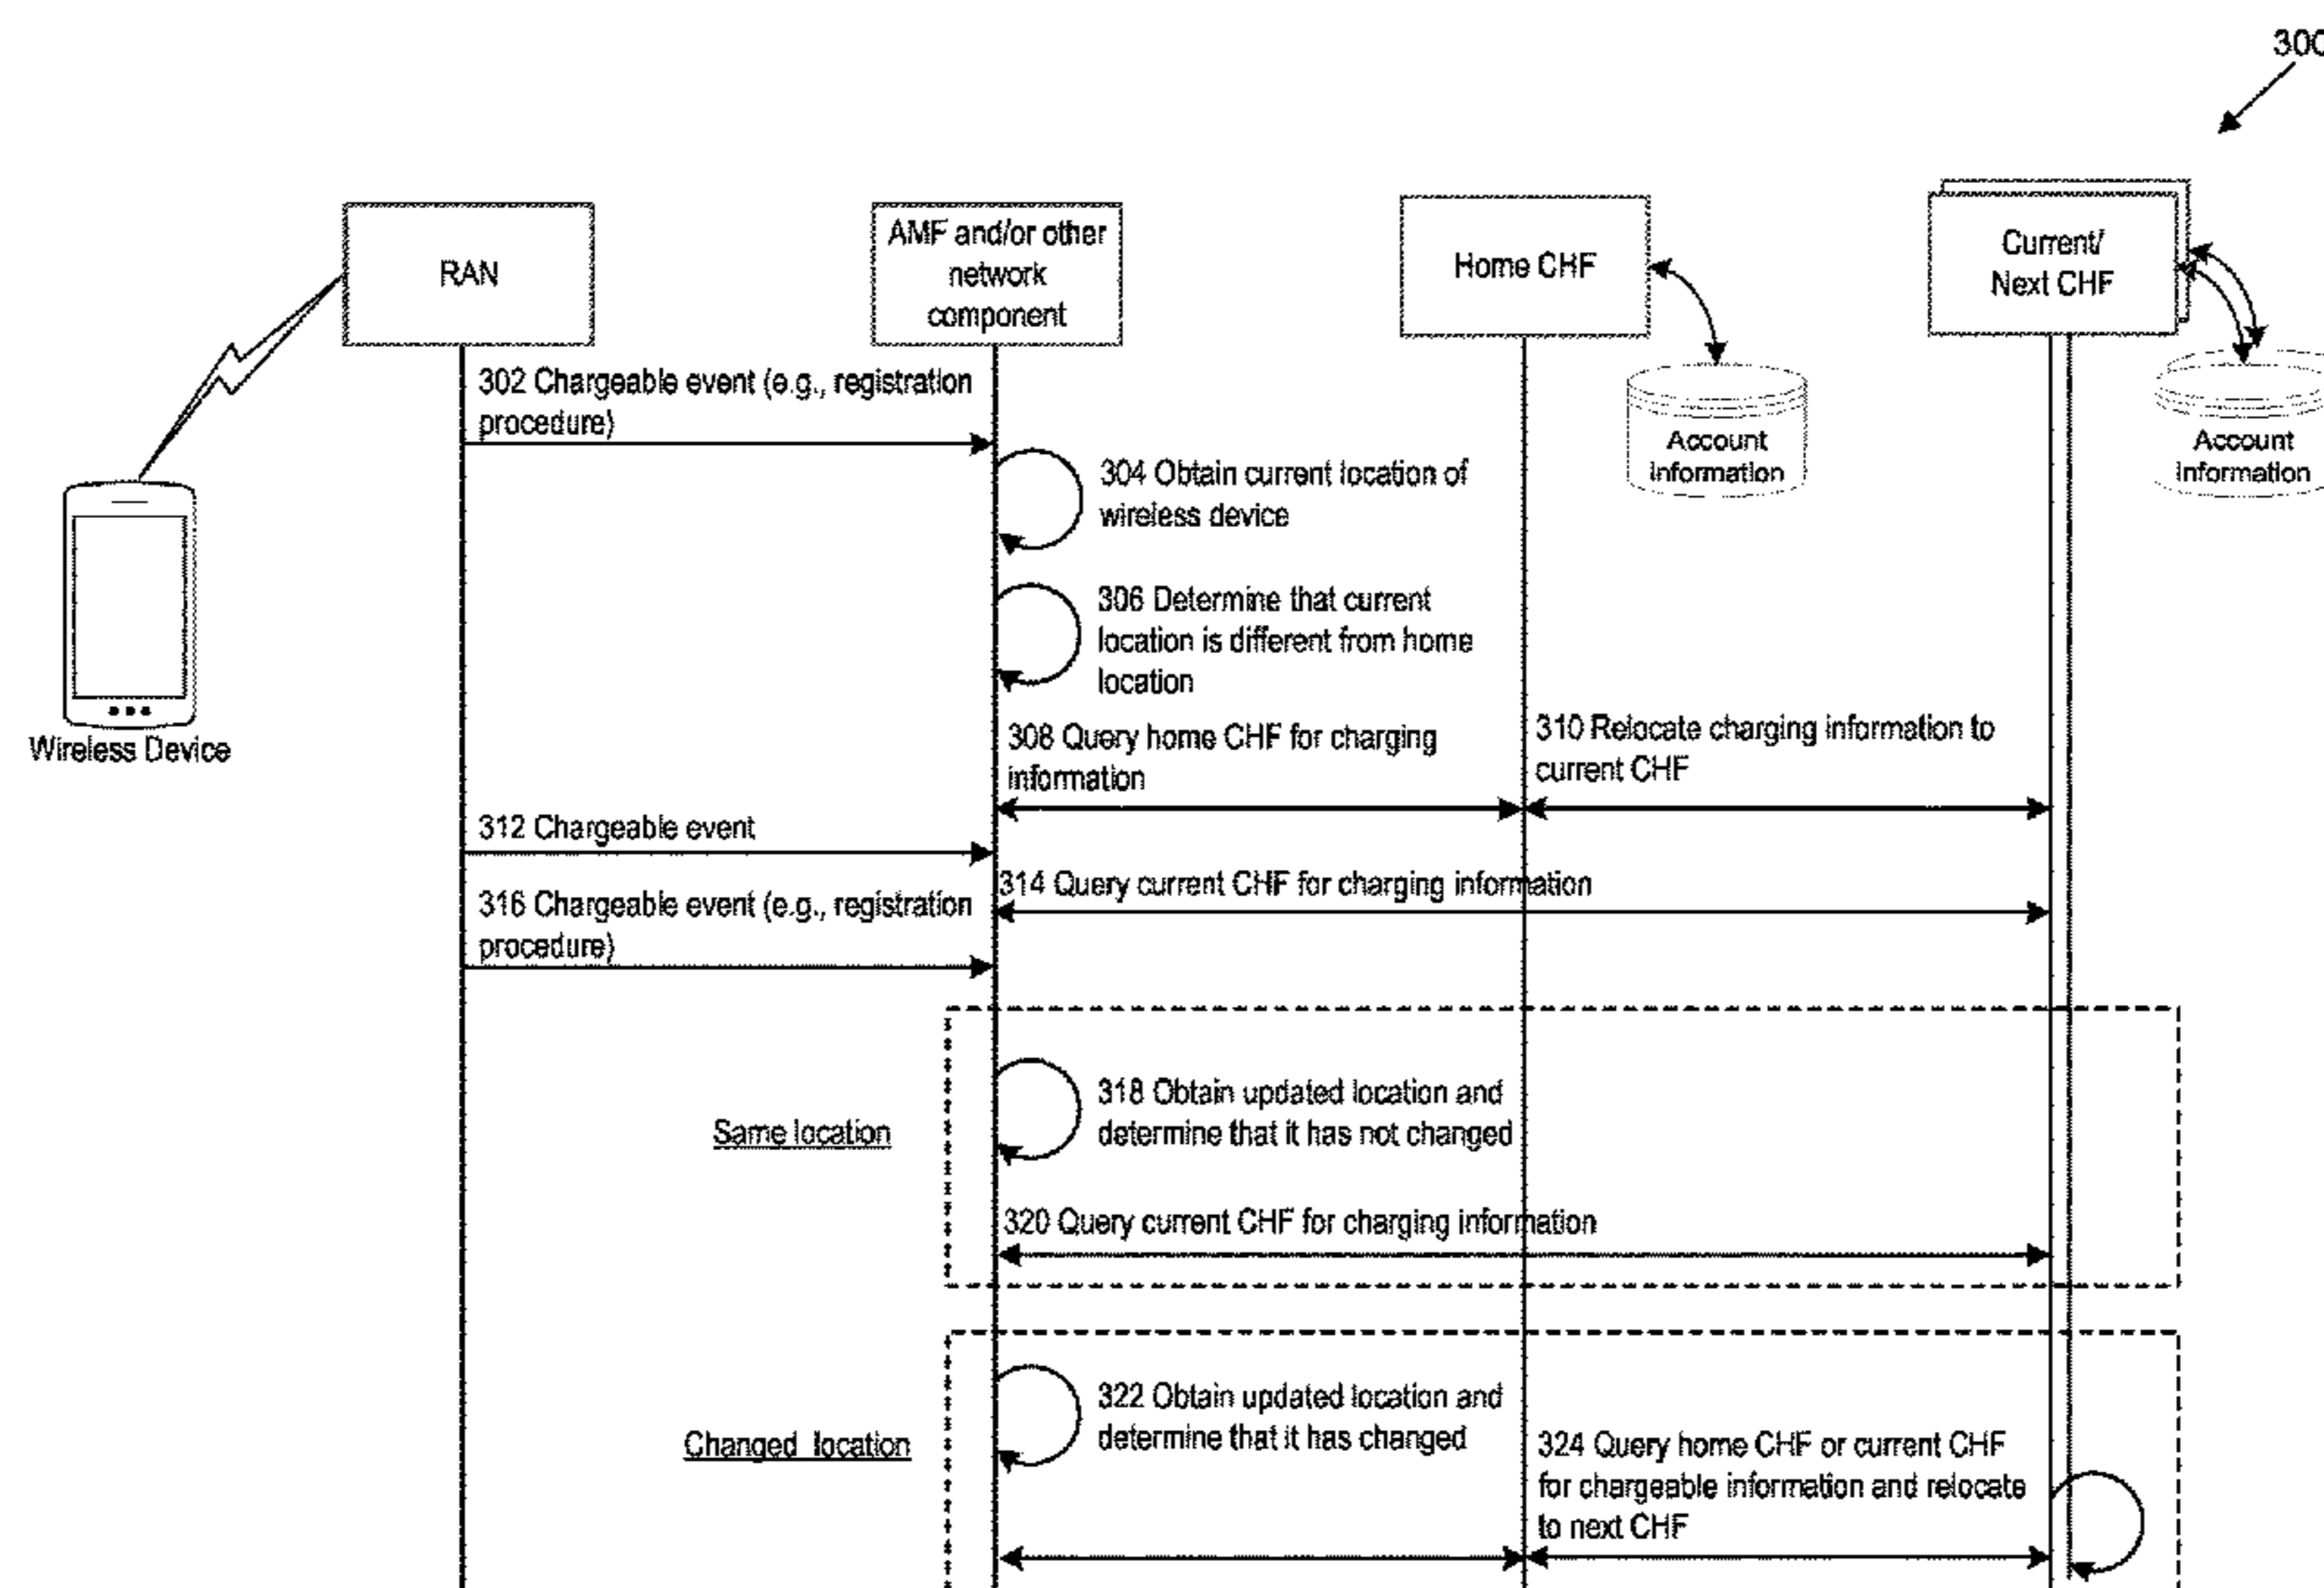 300
RAN
AMF and/or other
network
component
Home CHF
Current/
Next CHF
302 Chargeable event (e.g., registration
procedure)
Account
information
Account
information
304 Obtain current location of
wireless device
306 Determine that current
location is different from home
location
Wireless Device
308 Query home CHF for charging
information
310 Relocate charging information to
current CHF
312 Chargeable event
314 Query current CHF for charging information
316 Chargeable event (e.g., registration
procedure)
Same location
318 Obtain updated location and
determine that it has not changed
320 Query current CHF for charging information
Changed location
322 Obtain updated location and
determine that it has changed
324 Query home CHF or current CHF
for chargeable information and relocate
to next CHF